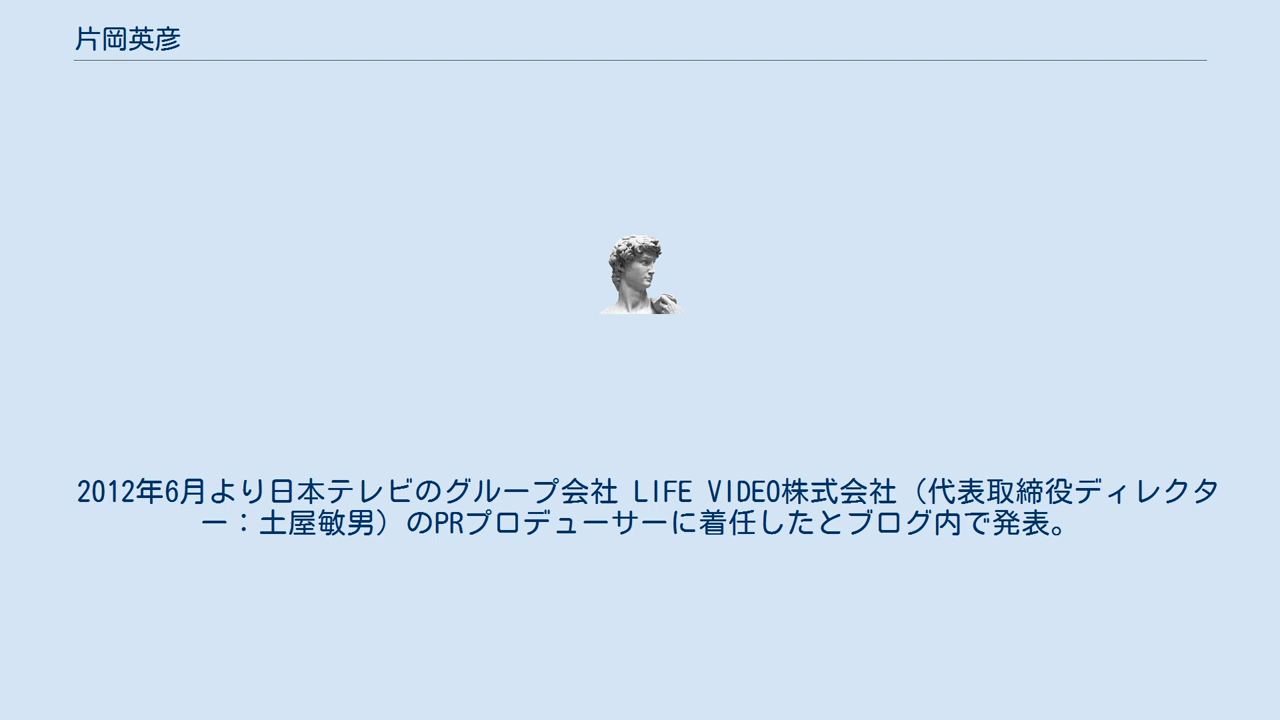 片岡英彦
2012年6月より日本テレビのグループ会社 LIFE VIDEO株式会社（代表取締役ディレクタ
ー：土屋敏男）のPRプロデューサーに着任したとブログ内で発表。